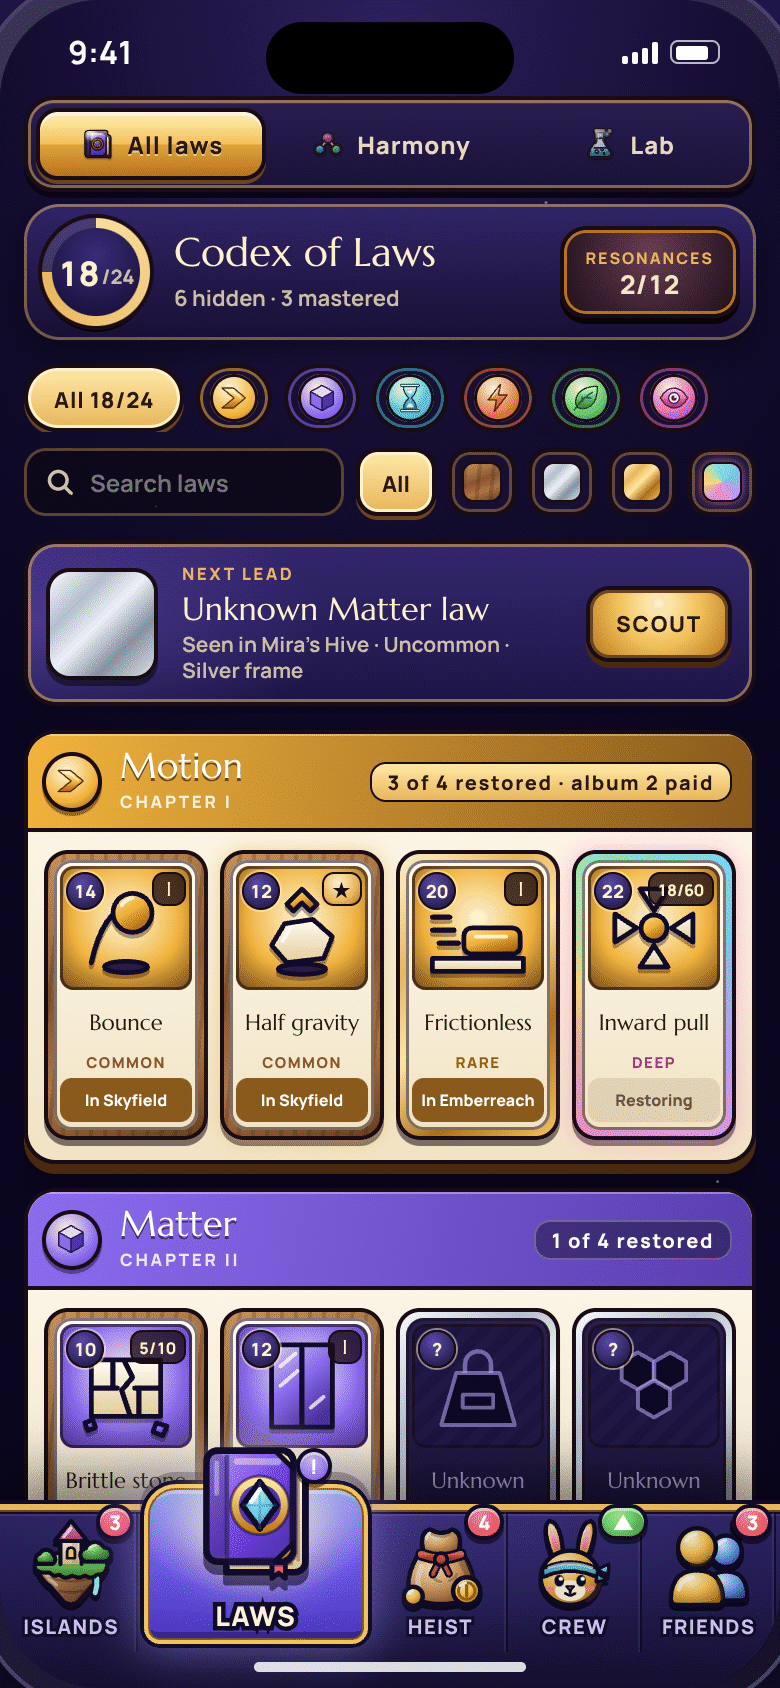 9:41
All laws
Harmony
Lab
18/24
Codex of Laws
6 hidden · 3 mastered
RESONANCES
2/12
All 18/24
Search laws
All
NEXT LEAD
Unknown Matter law
Seen in Mira's Hive · Uncommon ·
Silver frame
SCOUT
Motion
CHAPTER I
3 of 4 restored · album 2 paid
14
I
12
★
20
I
22
18/60
Bounce
Half gravity
Frictionless
Inward pull
COMMON
COMMON
RARE
DEEP
In Skyfield
In Skyfield
In Emberreach
Restoring
Matter
CHAPTER II
1 of 4 restored
10
5/10
12
I
?
?
Brittle stone
Unknown
Unknown
3
!
4
3
ISLANDS
LAWS
HEIST
CREW
FRIENDS